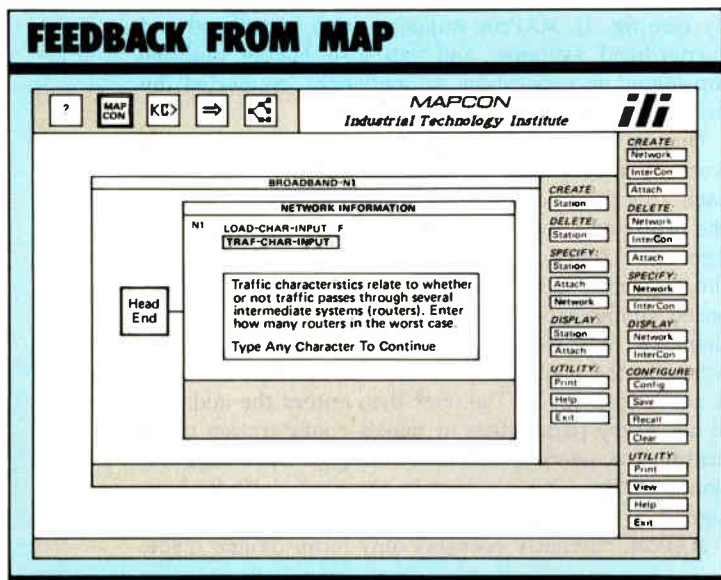 FEEDBACK FROM MAP
?
MAP
CON
K<C>
⇒
MAPCON
Industrial Technology Institute
iti
BROADBAND-N1
NETWORK INFORMATION
N1 LOAD-CHAR-INPUT F
TRAF-CHAR-INPUT
Head
End
Traffic characteristics relate to whether
or not traffic passes through several
intermediate systems (routers). Enter
how many routers in the worst case.
Type Any Character To Continue
CREATE:
Station
DELETE:
Station
SPECIFY:
Station
Attach
Network
DISPLAY:
Station
Attach
UTILITY:
Print
Help
Exit
CREATE:
Network
InterCon
Attach
DELETE:
Network
InterCon
Attach
SPECIFY:
Network
InterCon
DISPLAY:
Network
InterCon
CONFIGURE:
Config
Save
Recall
Clear
UTILITY:
Print
View
Help
Exit